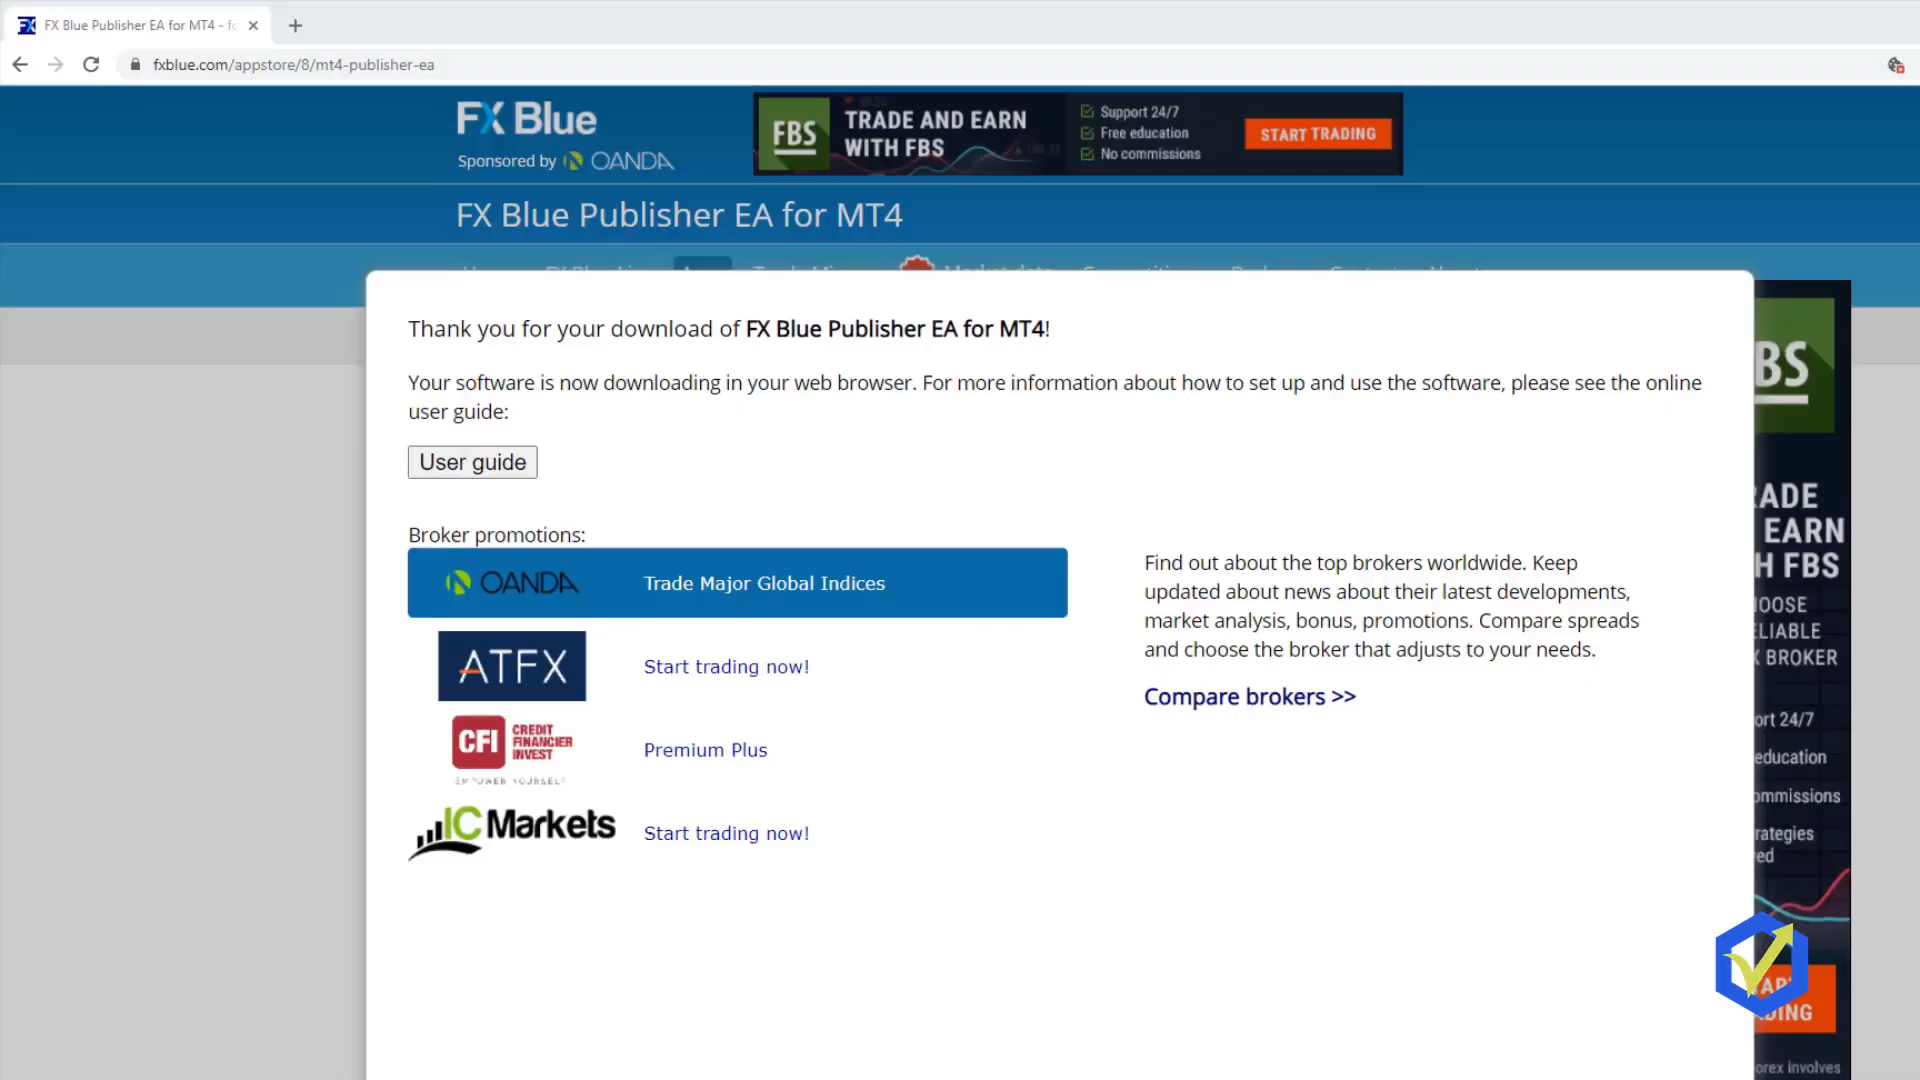 FX Blue Publisher EA for MT4 - fo
fxblue.com/appstore/8/mt4-publisher-ea
FX Blue
Sponsored by OANDA
FBS
TRADE AND EARN
WITH FBS
Support 24/7
Free education
No commissions
START TRADING
FX Blue Publisher EA for MT4
Thank you for your download of FX Blue Publisher EA for MT4!
Your software is now downloading in your web browser. For more information about how to set up and use the software, please see the online
user guide:
User guide
Broker promotions:
OANDA
Trade Major Global Indices
ATFX
Start trading now!
CFI
CREDIT
FINANCIER
INVEST
EMPOWER YOURSELF
Premium Plus
IC Markets
Start trading now!
Find out about the top brokers worldwide. Keep
updated about news about their latest developments,
market analysis, bonus, promotions. Compare spreads
and choose the broker that adjusts to your needs.
Compare brokers >>
BS
RADE
EARN
H FBS
OOSE
ELIABLE
X BROKER
ort 24/7
education
ommissions
rategies
ed
DING
orex involves